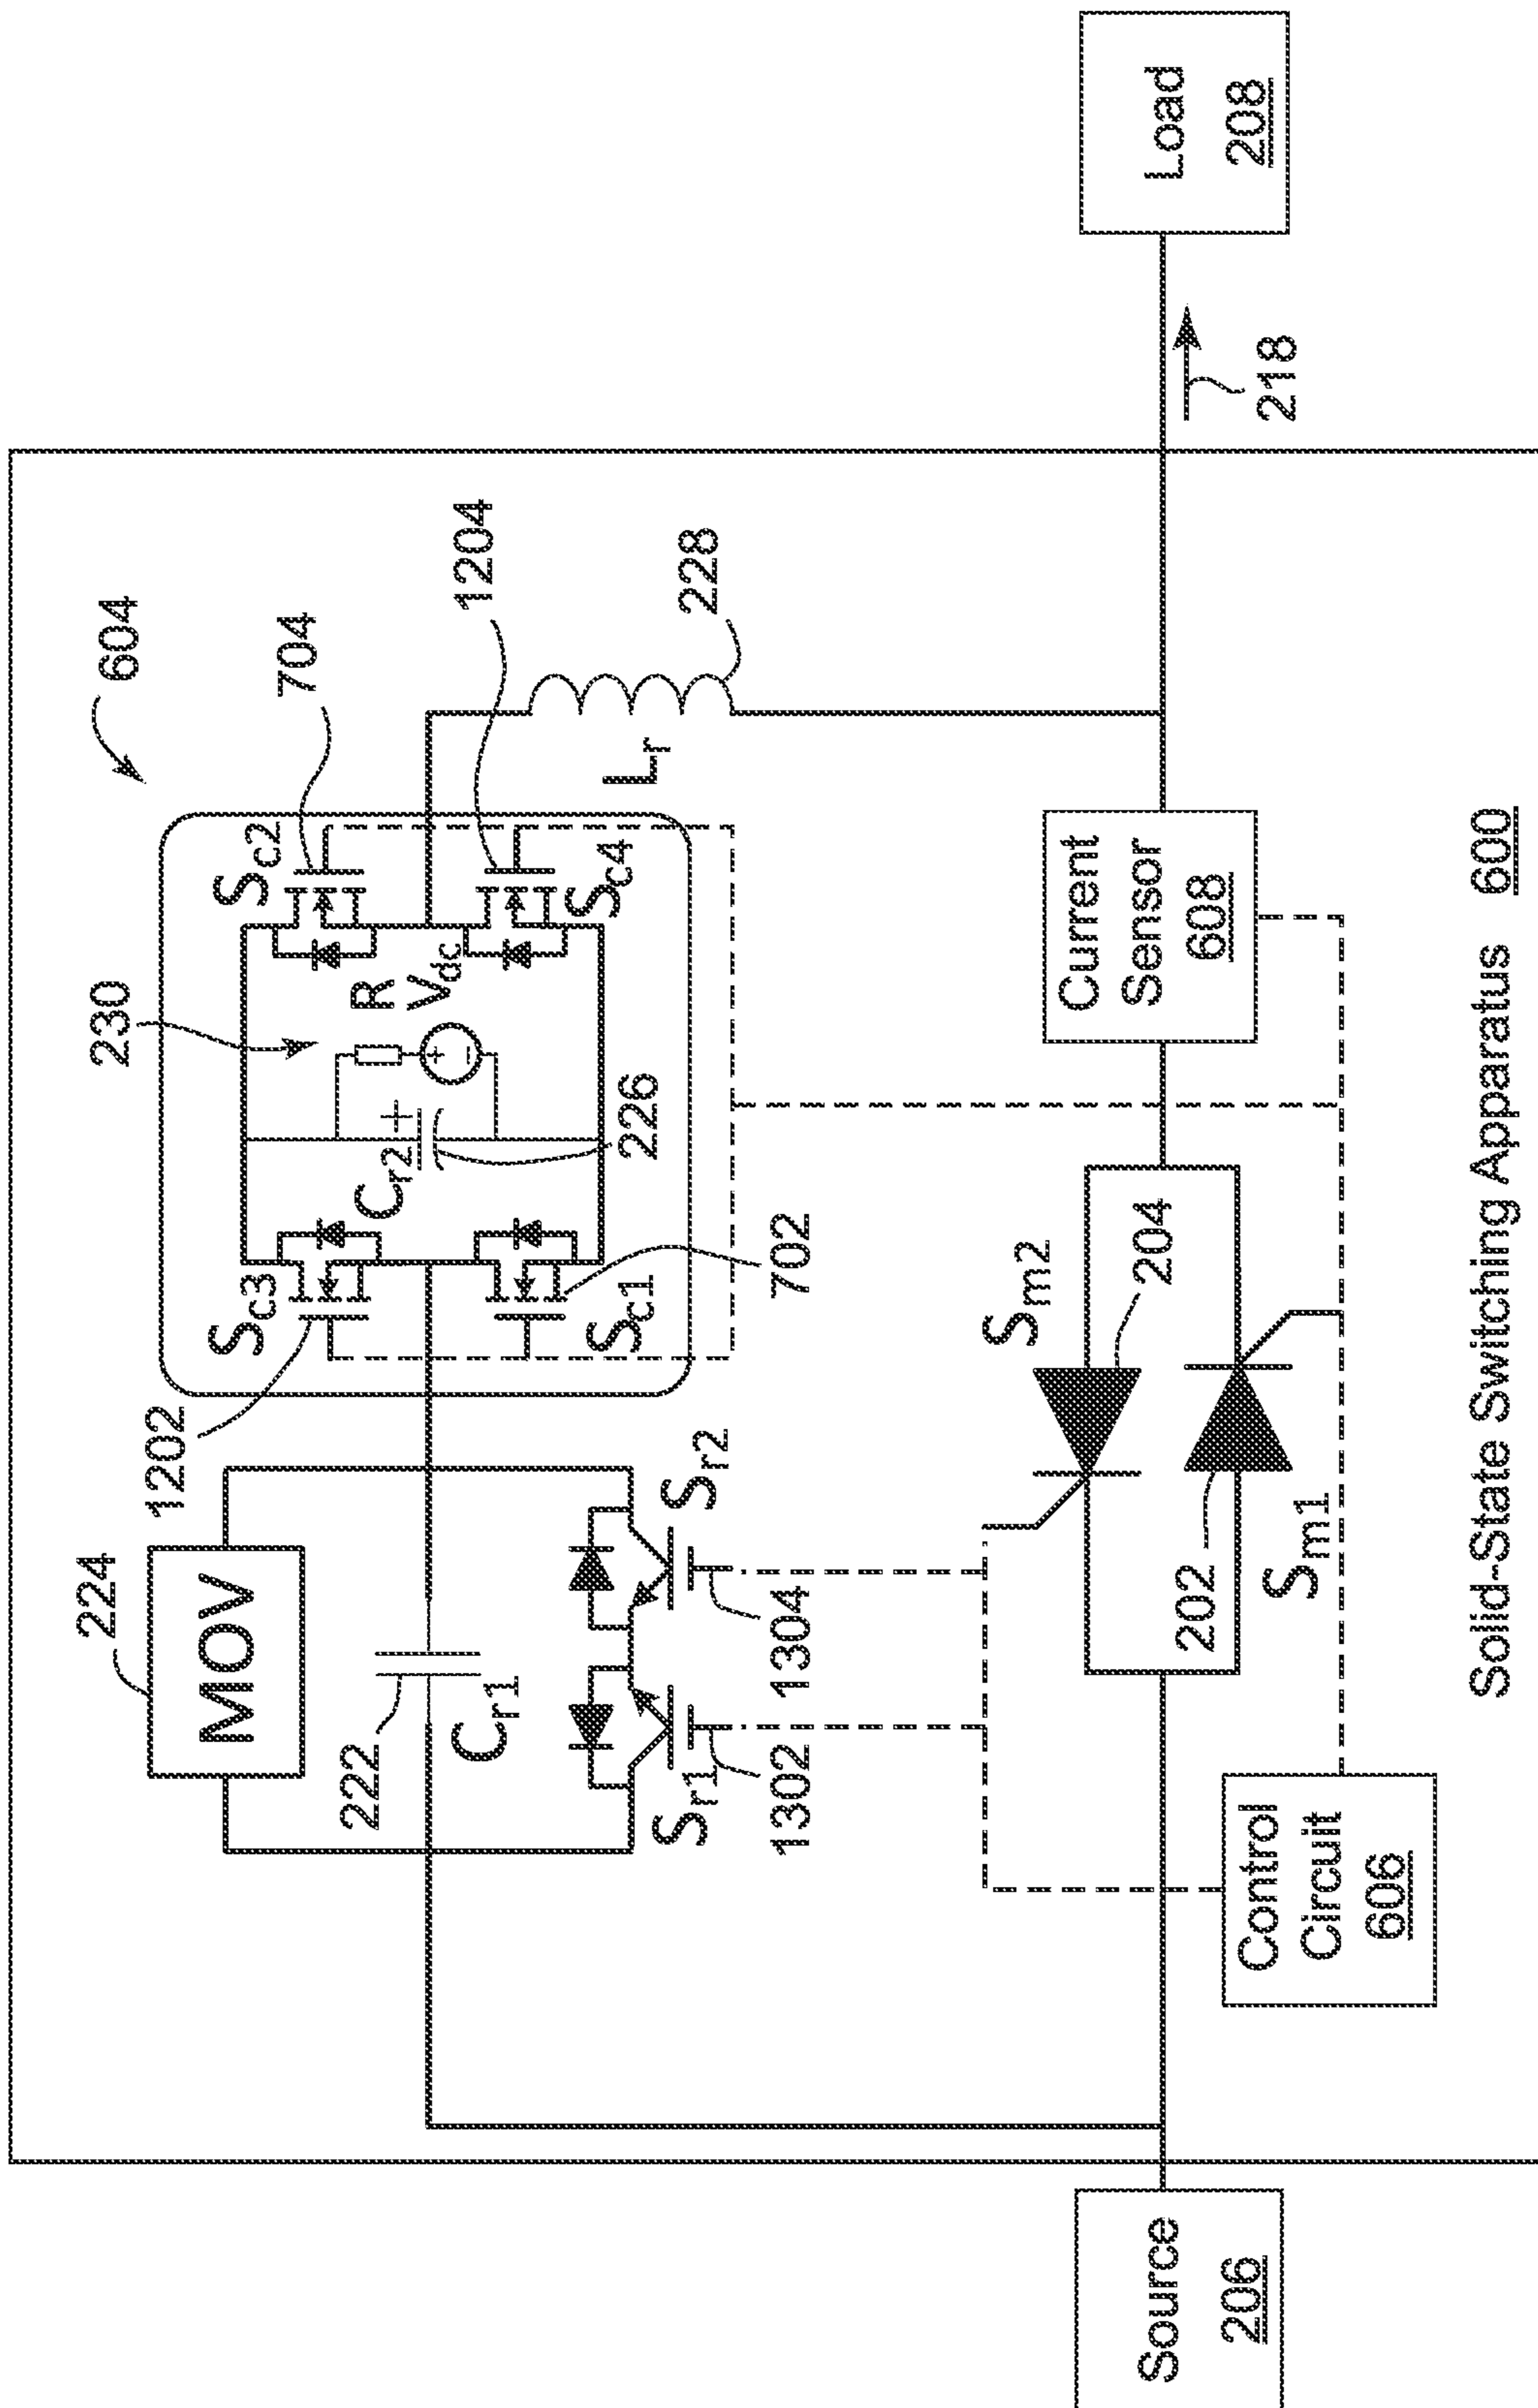 604
230
704
224
1202
MOV
Sc3
Sc2
R
Vdc
Cr2
+
+
-
1204
222
Cr1
Sc1
Sc4
226
Lr
228
702
Sr1
Sr2
1302
1304
Sm2
204
202
Sm1
Source
206
Control
Circuit
606
Current
Sensor
608
Load
208
218
Solid-State Switching Apparatus 600